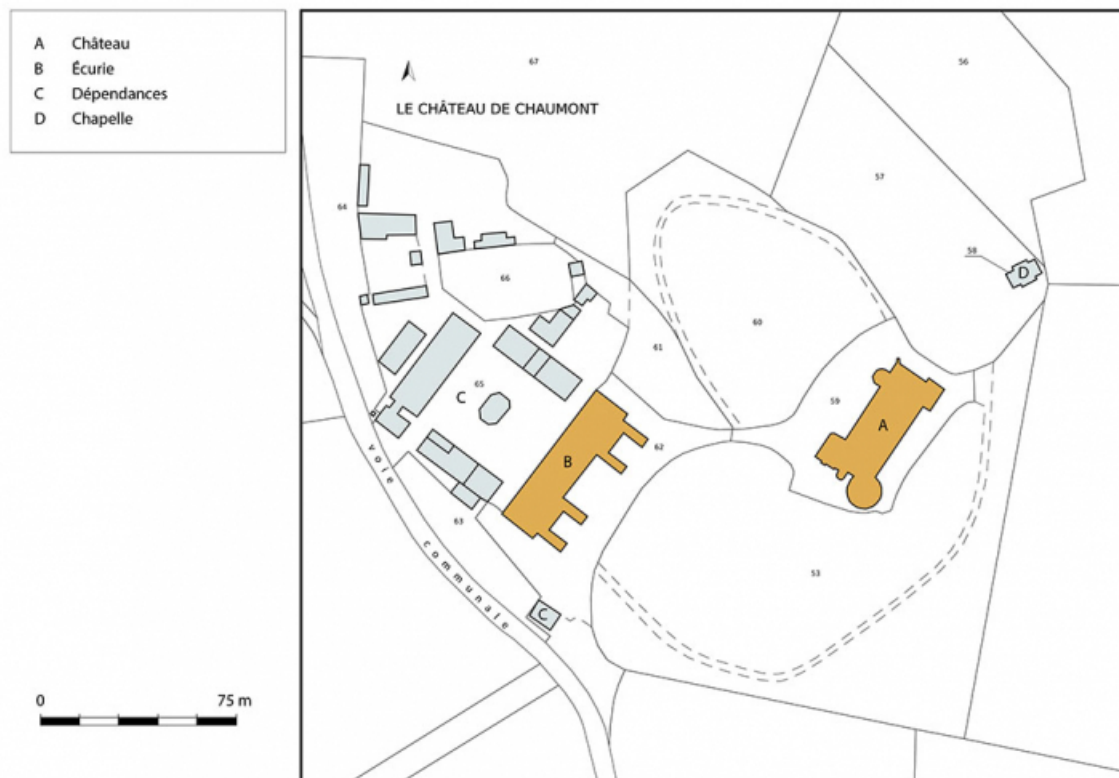 A Château
B Écurie
C Dépendances
D Chapelle
67
56
LE CHÂTEAU DE CHAUMONT
57
64
58
D
66
60
61
65
C
59
A
B
62
63
voie communale
53
C
0 75 m